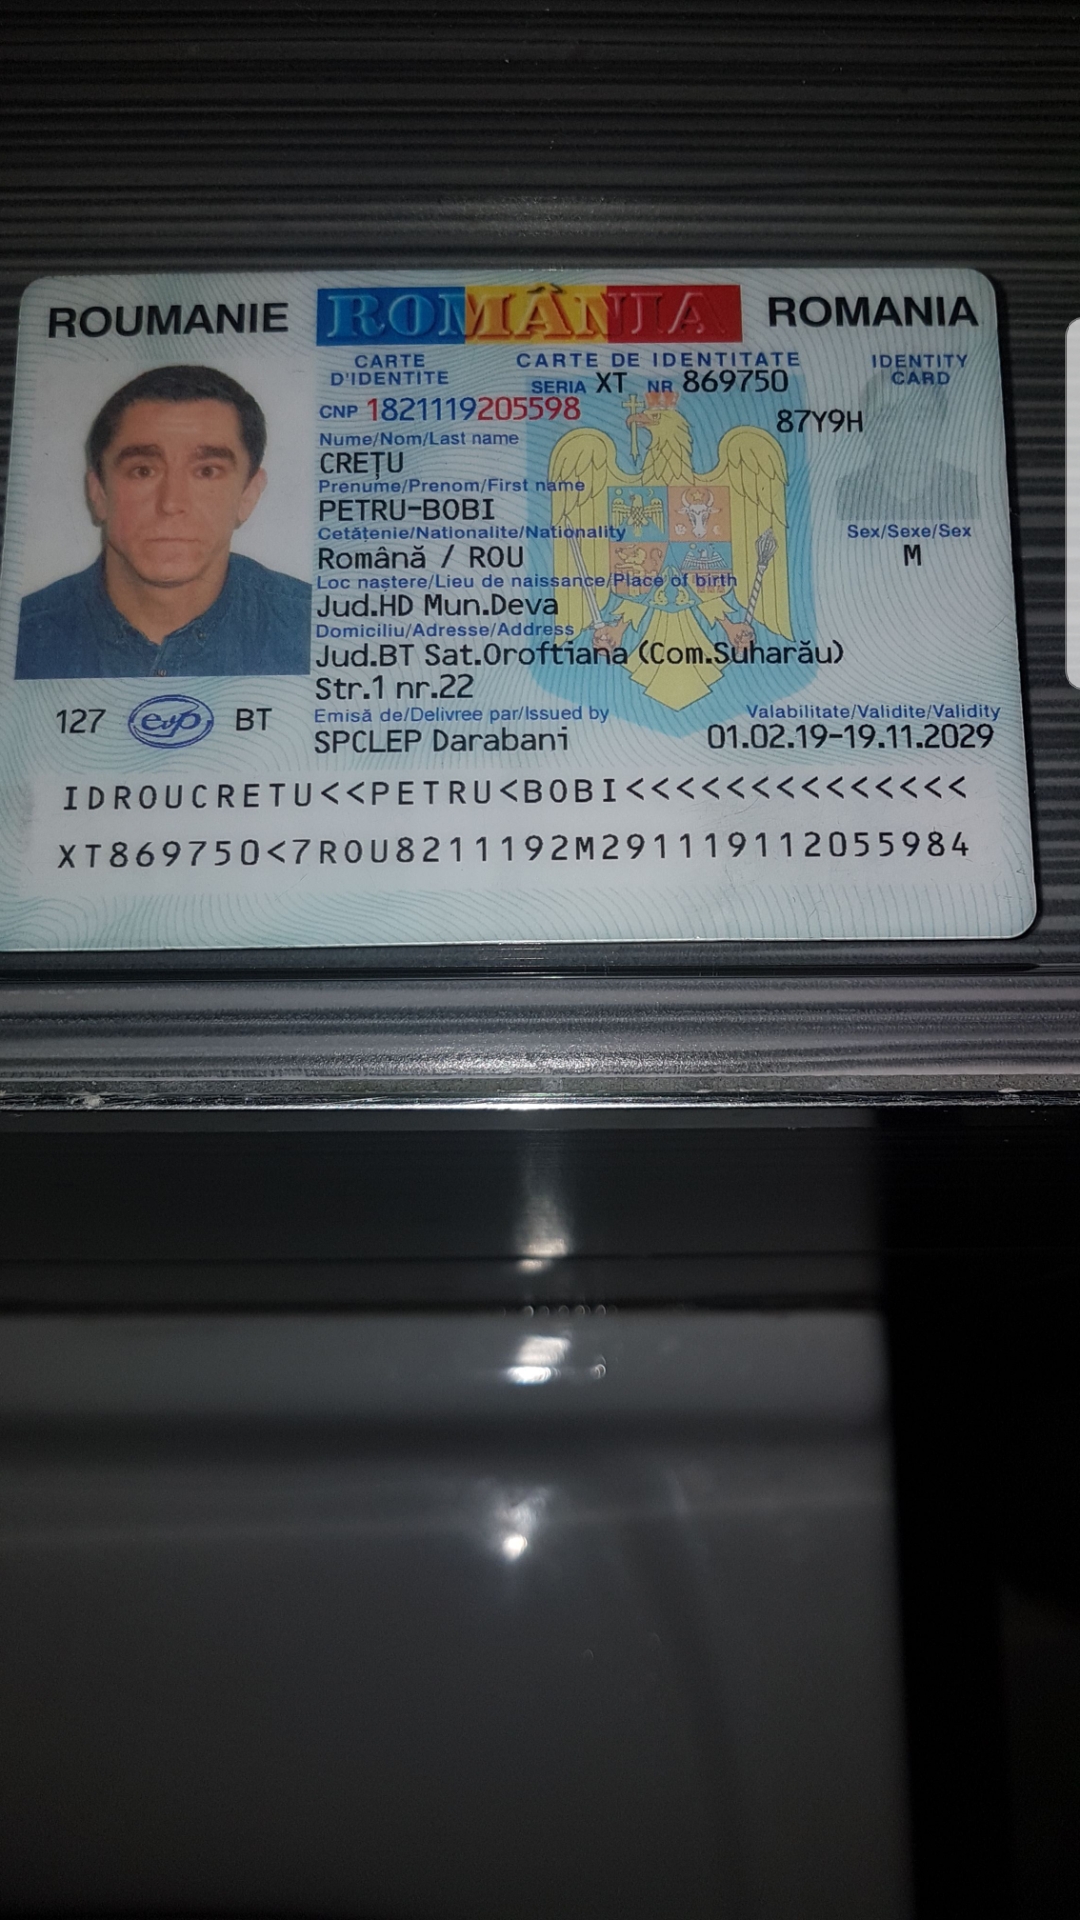 ROUMANIE ROMÂNIA ROMANIA
CARTE D'IDENTITE CARTE DE IDENTITATE IDENTITY CARD
SERIA XT NR 869750
CNP 1821119205598 87Y9H
Nume/Nom/Last name
CREȚU
Prenume/Prenom/First name
PETRU-BOBI
Cetățenie/Nationalite/Nationality Sex/Sexe/Sex
Română / ROU M
Loc naștere/Lieu de naissance/Place of birth
Jud.HD Mun.Deva
Domiciliu/Adresse/Address
Jud.BT Sat.Oroftiana (Com.Suharău)
Str.1 nr.22
127 evp BT
Emisă de/Delivree par/Issued by Valabilitate/Validite/Validity
SPCLEP Darabani 01.02.19-19.11.2029
IDROUCRETU<<PETRU<BOBI<<<<<<<<<<<<<<
XT869750<7ROU8211192M291119112055984